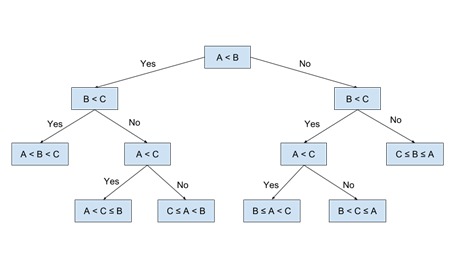 A < B
Yes
No
B < C
B < C
Yes
No
Yes
No
A < B < C
A < C
A < C
C ≤ B ≤ A
Yes
No
Yes
No
A < C ≤ B
C ≤ A < B
B ≤ A < C
B < C ≤ A